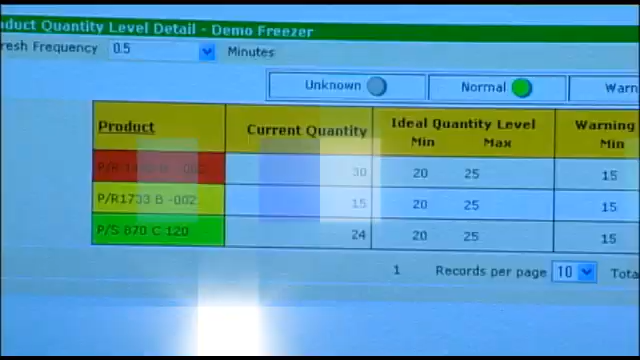 oduct Quantity Level Detail - Demo Freezer
resh Frequency 0.5 Minutes
Unknown Normal Warn
Product Current Quantity Ideal Quantity Level Warning
Min Max Min
30 20 25 15
P/R1733 B -002 15 20 25 15
P/S 870 C 120 24 20 25 15
1 Records per page 10 Tota